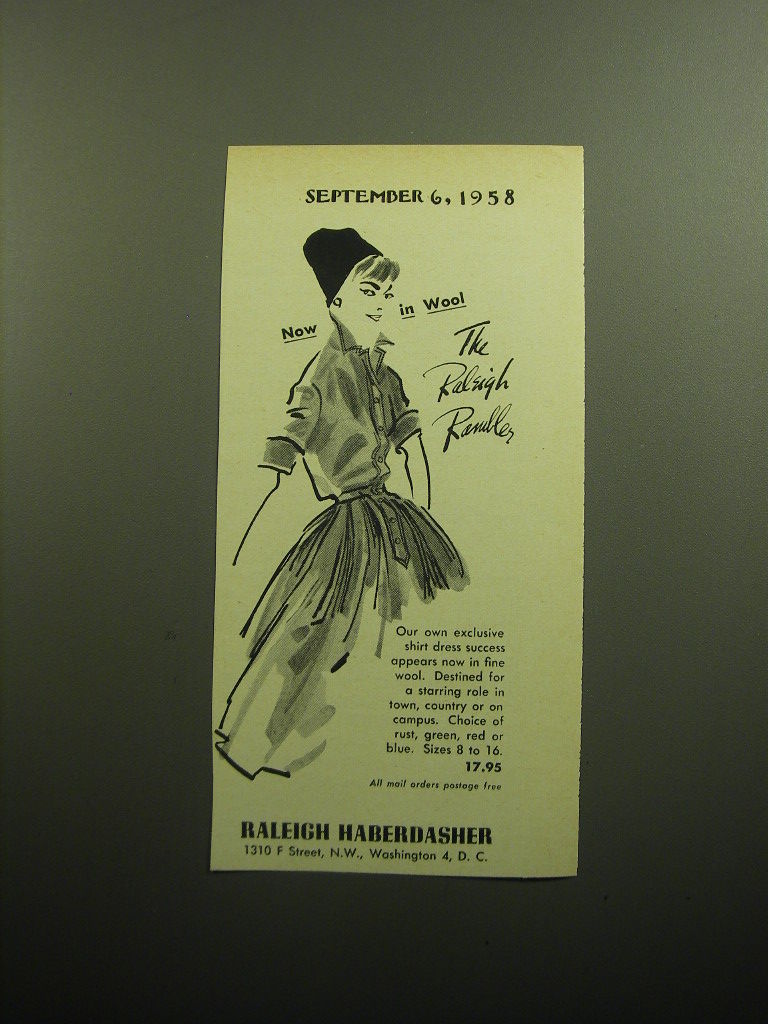 SEPTEMBER 6, 1958
Now in Wool
The
Raleigh
Rambler
Our own exclusive
shirt dress success
appears now in fine
wool. Destined for
a starring role in
town, country or on
campus. Choice of
rust, green, red or
blue. Sizes 8 to 16.
17.95
All mail orders postage free
RALEIGH HABERDASHER
1310 F Street, N.W., Washington 4, D. C.